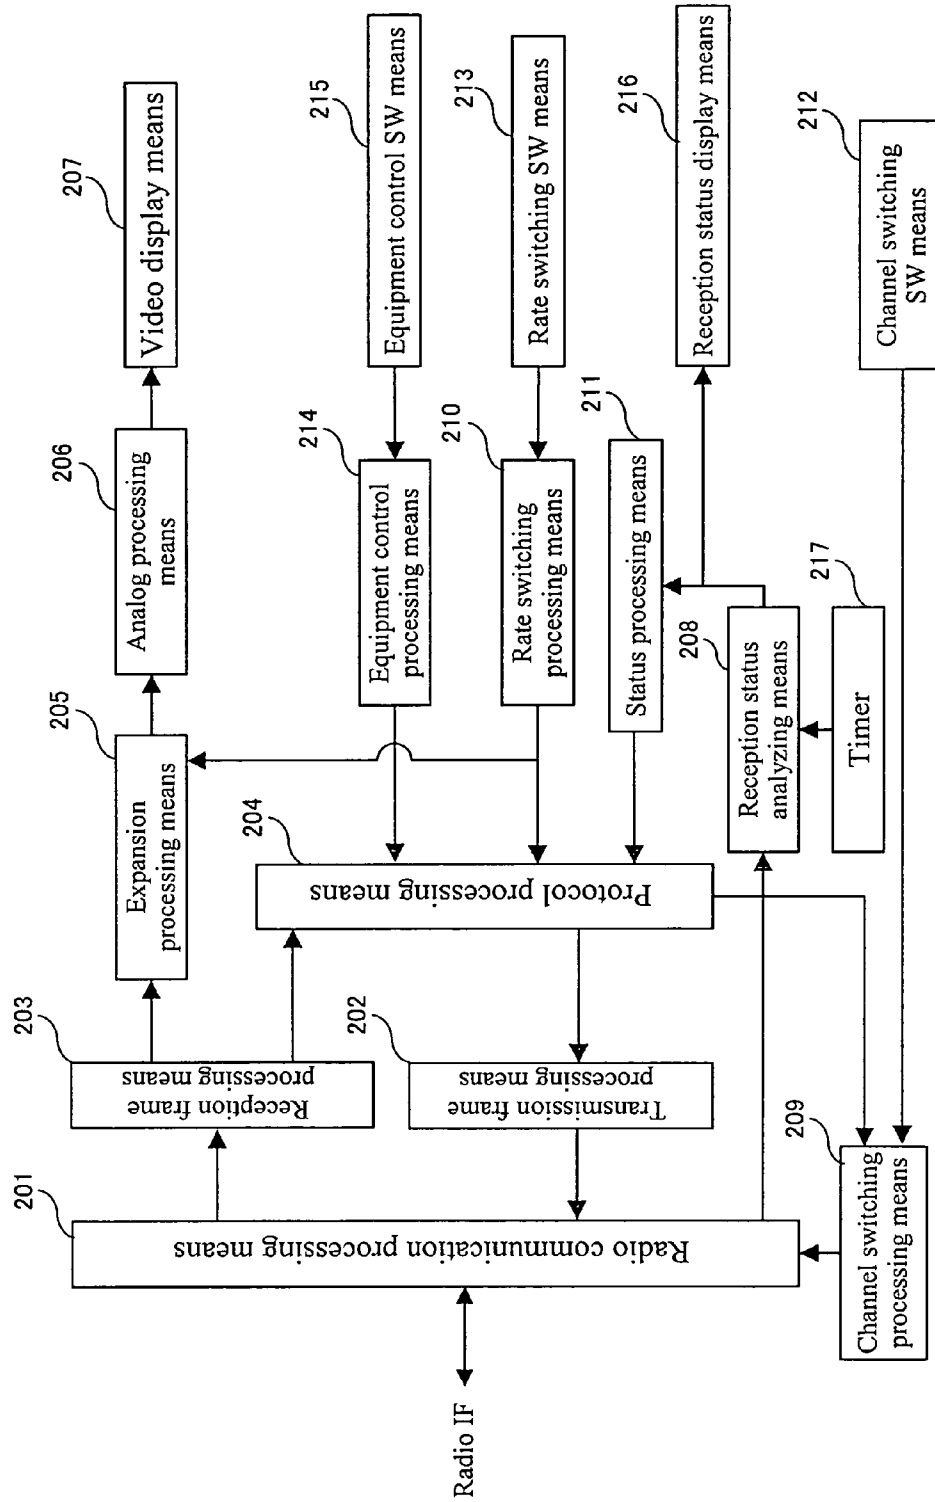 Radio IF
201
Radio communication processing means
203
Reception frame
processing means
202
Transmission frame
processing means
209
Channel switching
processing means
204
Protocol processing means
205
Expansion
processing means
206
Analog processing
means
207
Video display means
214
Equipment control
processing means
215
Equipment control SW means
210
Rate switching
processing means
213
Rate switching SW means
211
Status processing means
208
Reception status
analyzing means
216
Reception status display means
217
Timer
212
Channel switching
SW means